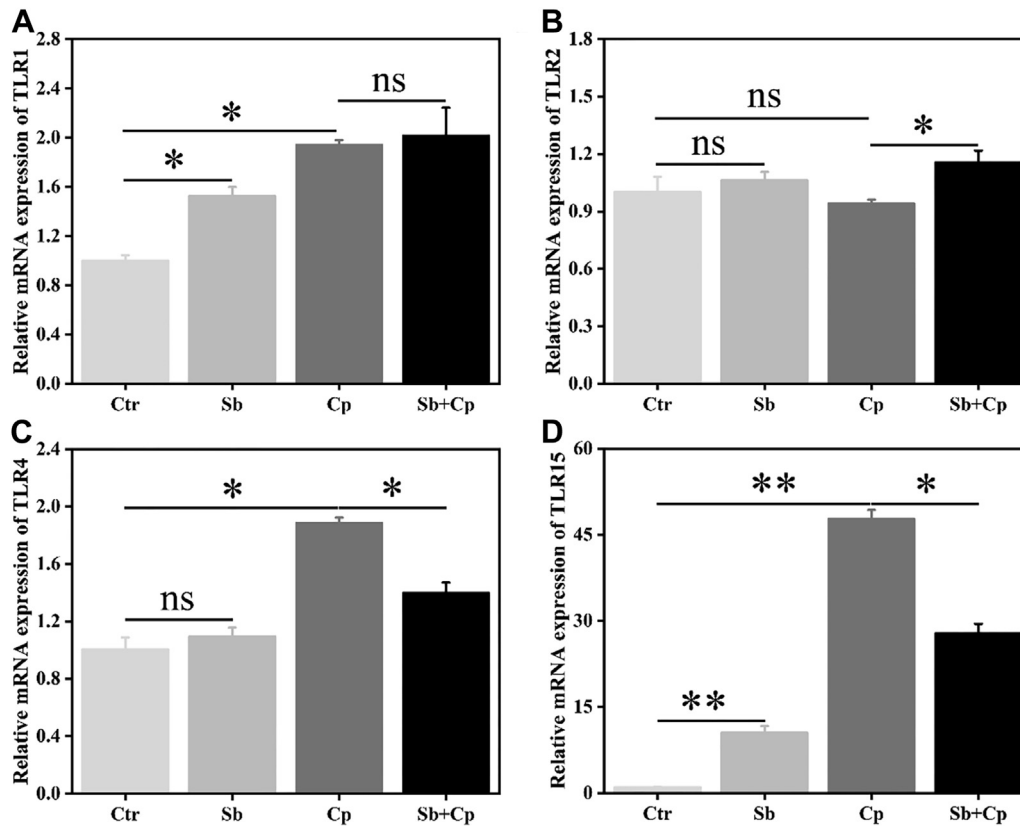 A
Relative mRNA expression of TLR1
2.8
2.4
2.0
1.6
1.2
0.8
0.4
0.0
*
*
ns
Ctr Sb Cp Sb+Cp
B
Relative mRNA expression of TLR2
1.8
1.5
1.2
0.9
0.6
0.3
0.0
ns
ns
*
Ctr Sb Cp Sb+Cp
C
Relative mRNA expression of TLR4
2.4
2.0
1.6
1.2
0.8
0.4
0.0
ns
*
*
Ctr Sb Cp Sb+Cp
D
Relative mRNA expression of TLR15
60
45
30
15
0
**
**
*
Ctr Sb Cp Sb+Cp